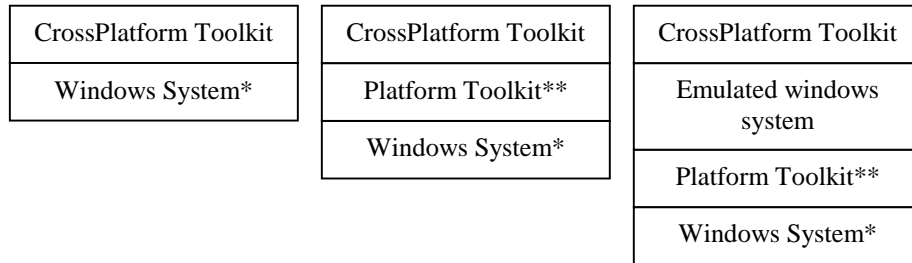 CrossPlatform Toolkit
Windows System*
CrossPlatform Toolkit
Platform Toolkit**
Windows System*
CrossPlatform Toolkit
Emulated windows
system
Platform Toolkit**
Windows System*